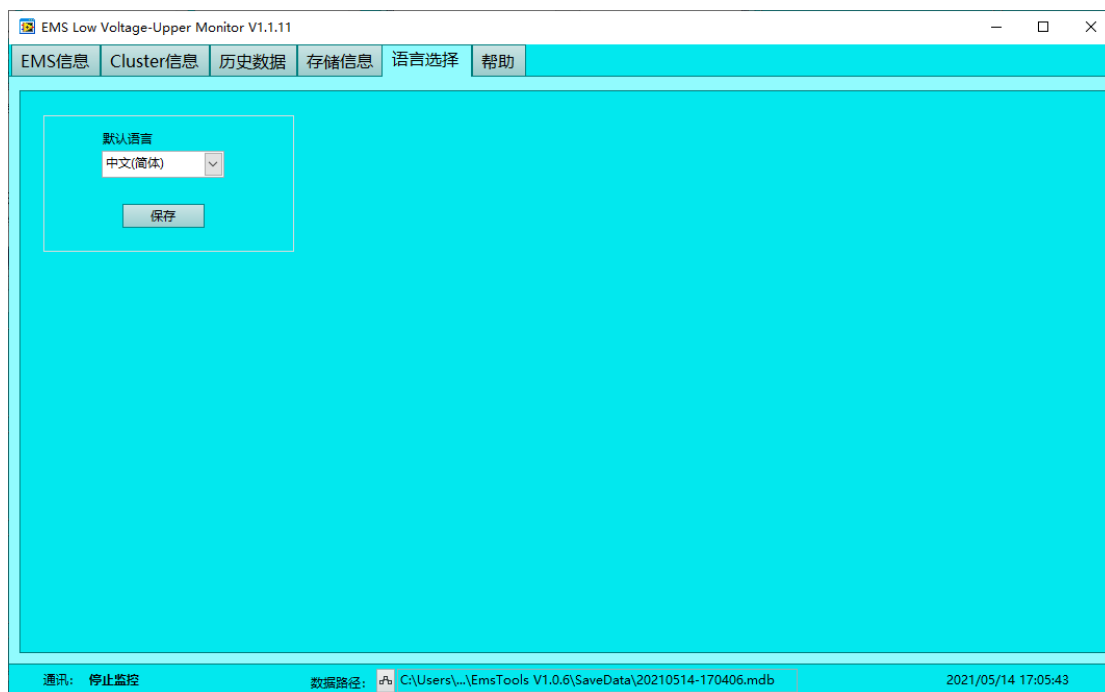 EMS Low Voltage-Upper Monitor V1.1.11
EMS信息 Cluster信息 历史数据 存储信息 语言选择 帮助
默认语言
中文(简体)
保存
通讯: 停止监控 数据路径: C:\Users\...\EmsTools V1.0.6\SaveData\20210514-170406.mdb 2021/05/14 17:05:43